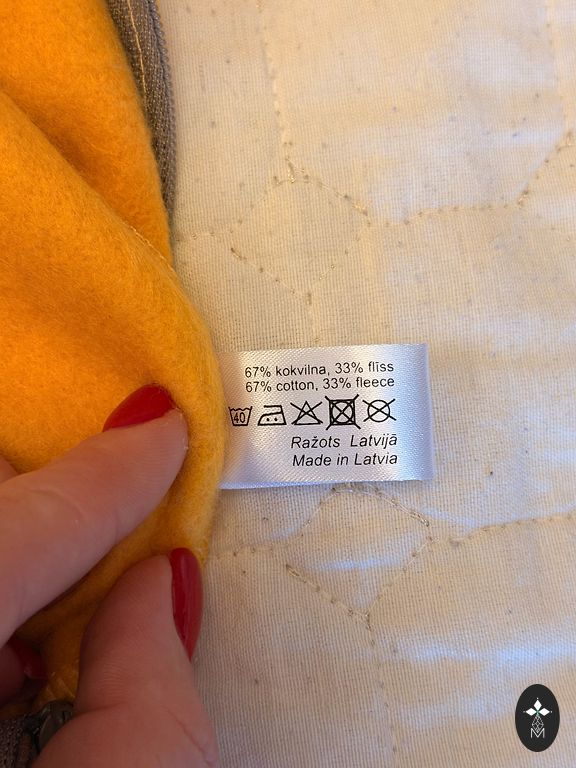 67% kokvilna, 33% flīss
67% cotton, 33% fleece
40
Ražots Latvijā
Made in Latvia